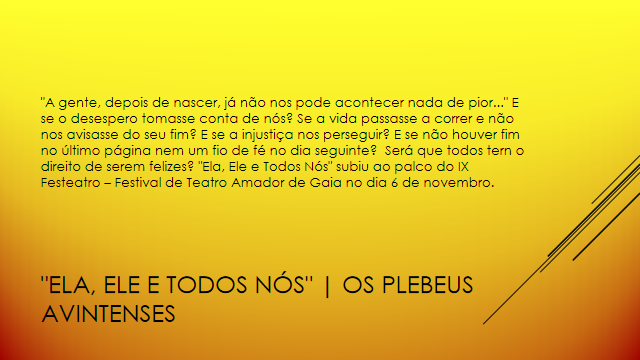 "A gente, depois de nascer, já não nos pode acontecer nada de pior..." E
se o desespero tomasse conta de nós? Se a vida passasse a correr e não
nos avisasse do seu fim? E se a injustiça nos perseguir? E se não houver fim
no último página nem um fio de fé no dia seguinte?  Será que todos tern o
direito de serem felizes? "Ela, Ele e Todos Nós" subiu ao palco do IX
Festeatro – Festival de Teatro Amador de Gaia no dia 6 de novembro.
"ELA, ELE E TODOS NÓS" | OS PLEBEUS
AVINTENSES